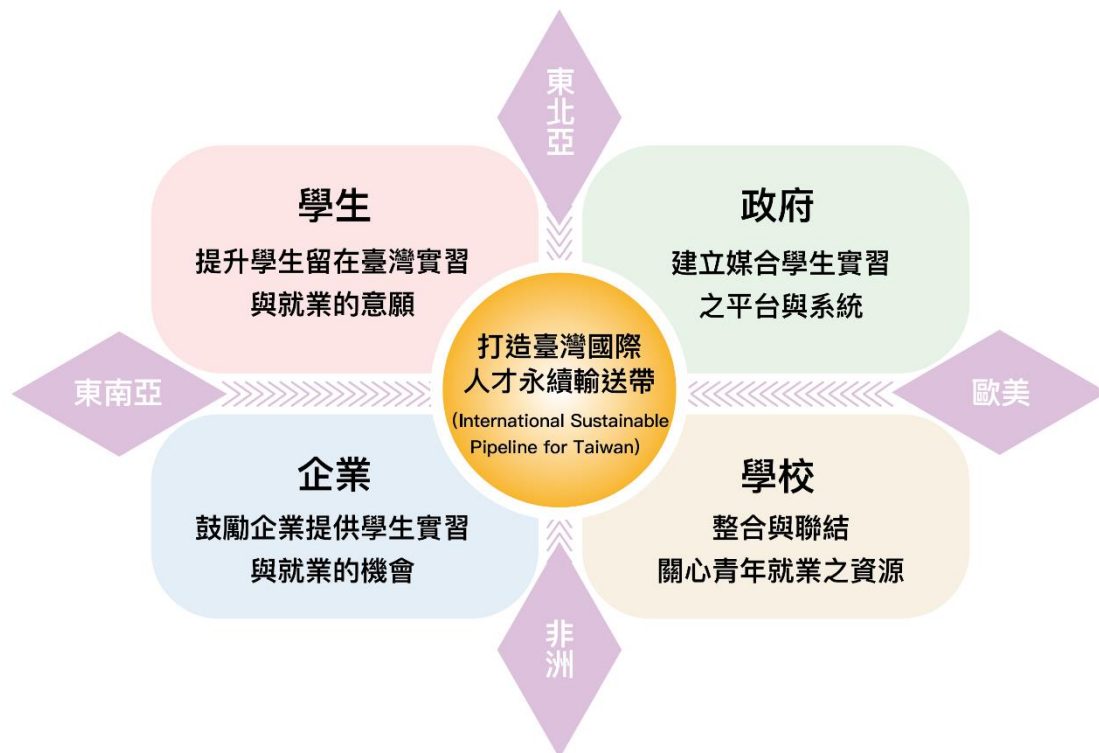 東北亞
學生
提升學生留在臺灣實習
與就業的意願
政府
建立媒合學生實習
之平台與系統
東南亞
打造臺灣國際
人才永續輸送帶
(International Sustainable
Pipeline for Taiwan)
歐美
企業
鼓勵企業提供學生實習
與就業的機會
學校
整合與聯結
關心青年就業之資源
非洲